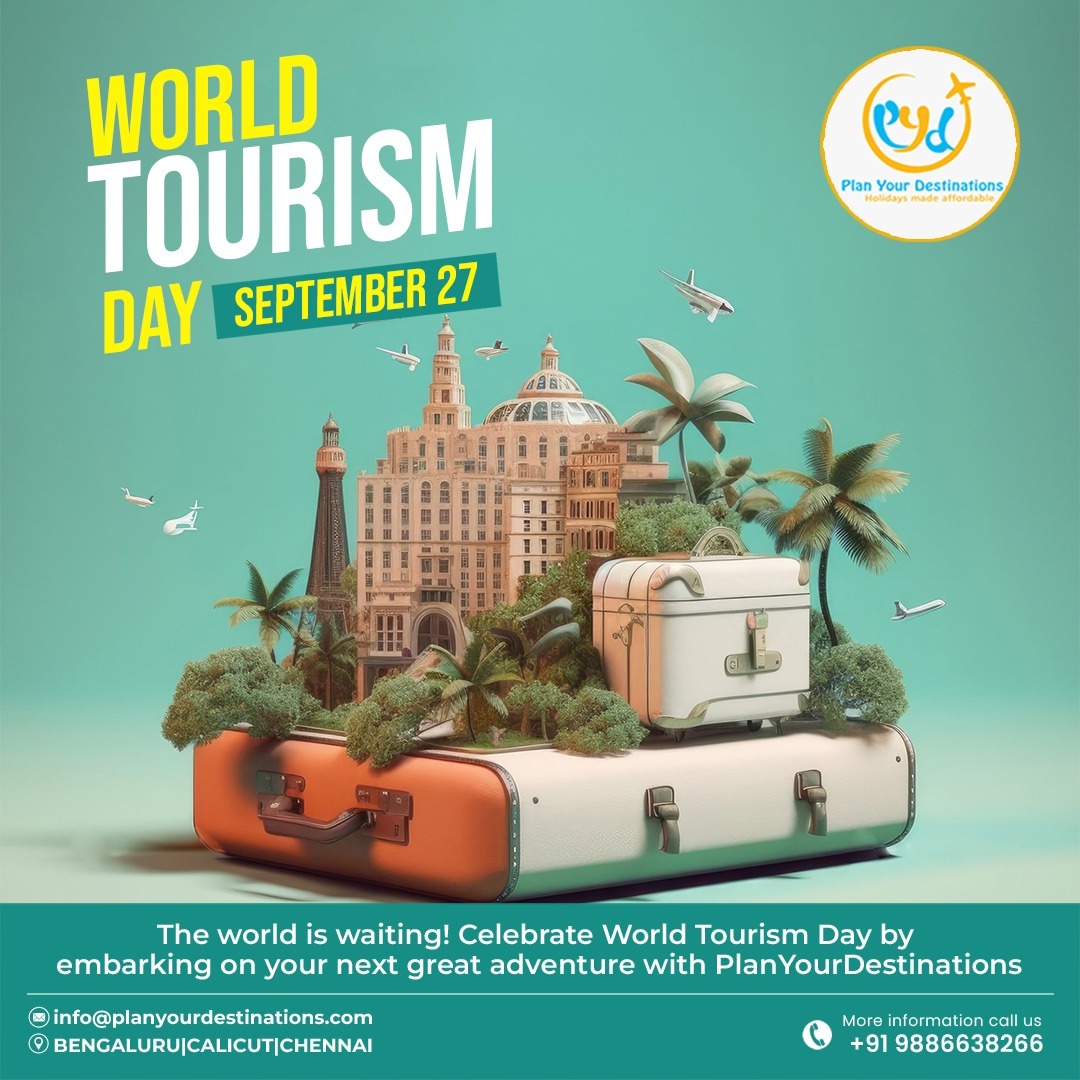 WORLD
TOURISM
DAY SEPTEMBER 27
pyd
Plan Your Destinations
Holidays made affordable
The world is waiting! Celebrate World Tourism Day by
embarking on your next great adventure with PlanYourDestinations
info@planyourdestinations.com
BENGALURU|CALICUT|CHENNAI
More information call us
+91 9886638266